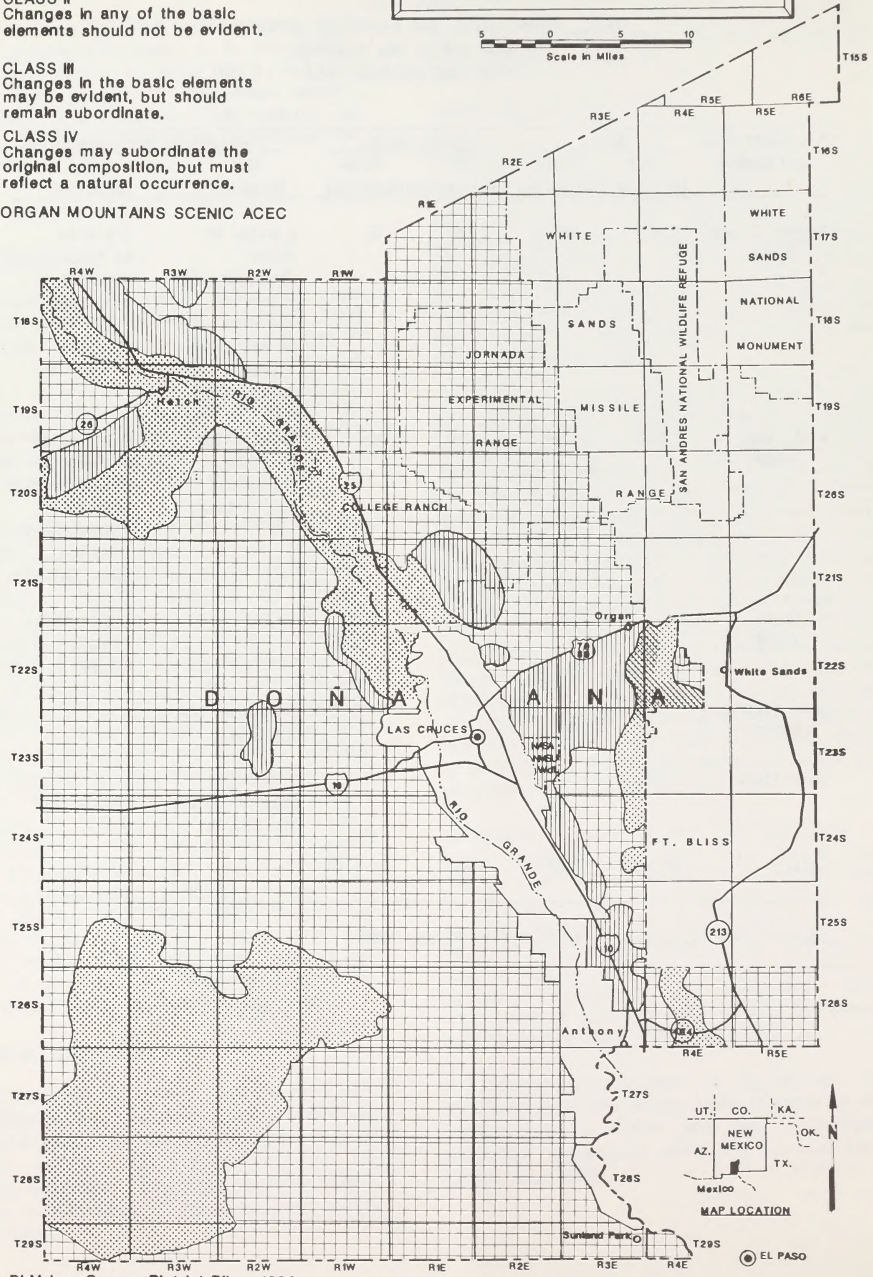 Changes in any of the basic
elements should not be evident.
CLASS III
Changes in the basic elements
may be evident, but should
remain subordinate.
CLASS IV
Changes may subordinate the
original composition, but must
reflect a natural occurrence.
ORGAN MOUNTAINS SCENIC ACEC
5 0 5 10
Scale in Miles
T15S
R5E R6E
R3E R4E R5E
R2E T16S
R1E
WHITE WHITE T17S
SANDS
R4W R3W R2W R1W
SAN ANDRES NATIONAL WILDLIFE REFUGE
NATIONAL
T18S SANDS T18S
JORNADA MONUMENT
EXPERIMENTAL
T19S RIO GRANDE MISSILE T19S
26 RANGE
25
T20S COLLEGE RANCH RANGE
T21S T21S
Organ
70
T22S White Sands T22S
DOÑA ANA
LAS CRUCES
NASA
T23S T23S
10
T24S RIO GRANDE FT. BLISS T24S
T25S 213 T25S
10
T26S T26S
Anthony
R4E R5E
T27S T27S
UT. CO. KA.
NEW MEXICO
OK. N
AZ. TX.
Mexico
T28S T28S
MAP LOCATION
Sunland Park
T29S T29S
R4W R3W R2W R1W R1E R2E R3E R4E
EL PASO